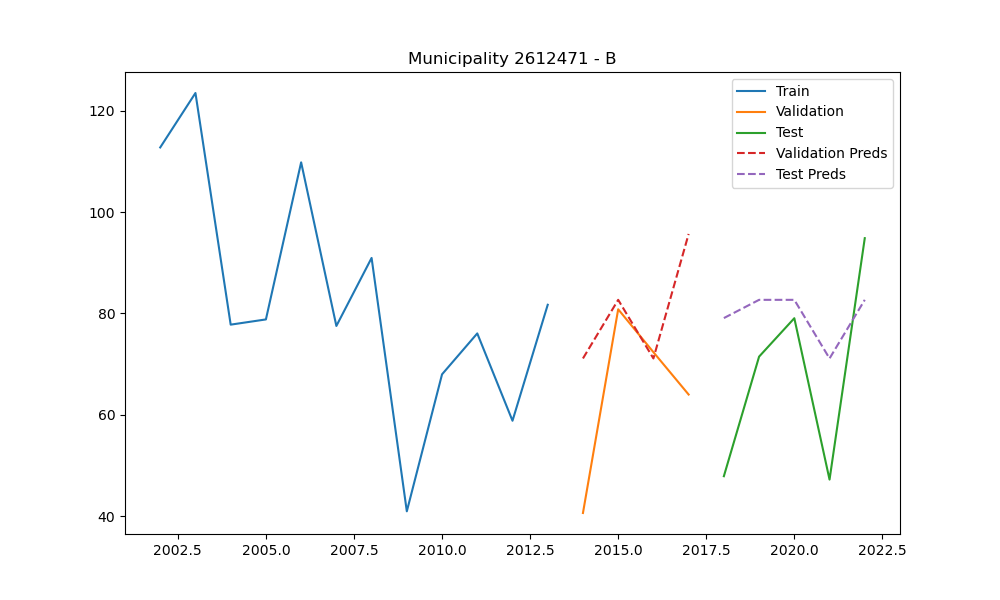 Municipality 2612471 - B
Train
Validation
Test
Validation Preds
Test Preds
120
100
80
60
40
2002.5 2005.0 2007.5 2010.0 2012.5 2015.0 2017.5 2020.0 2022.5